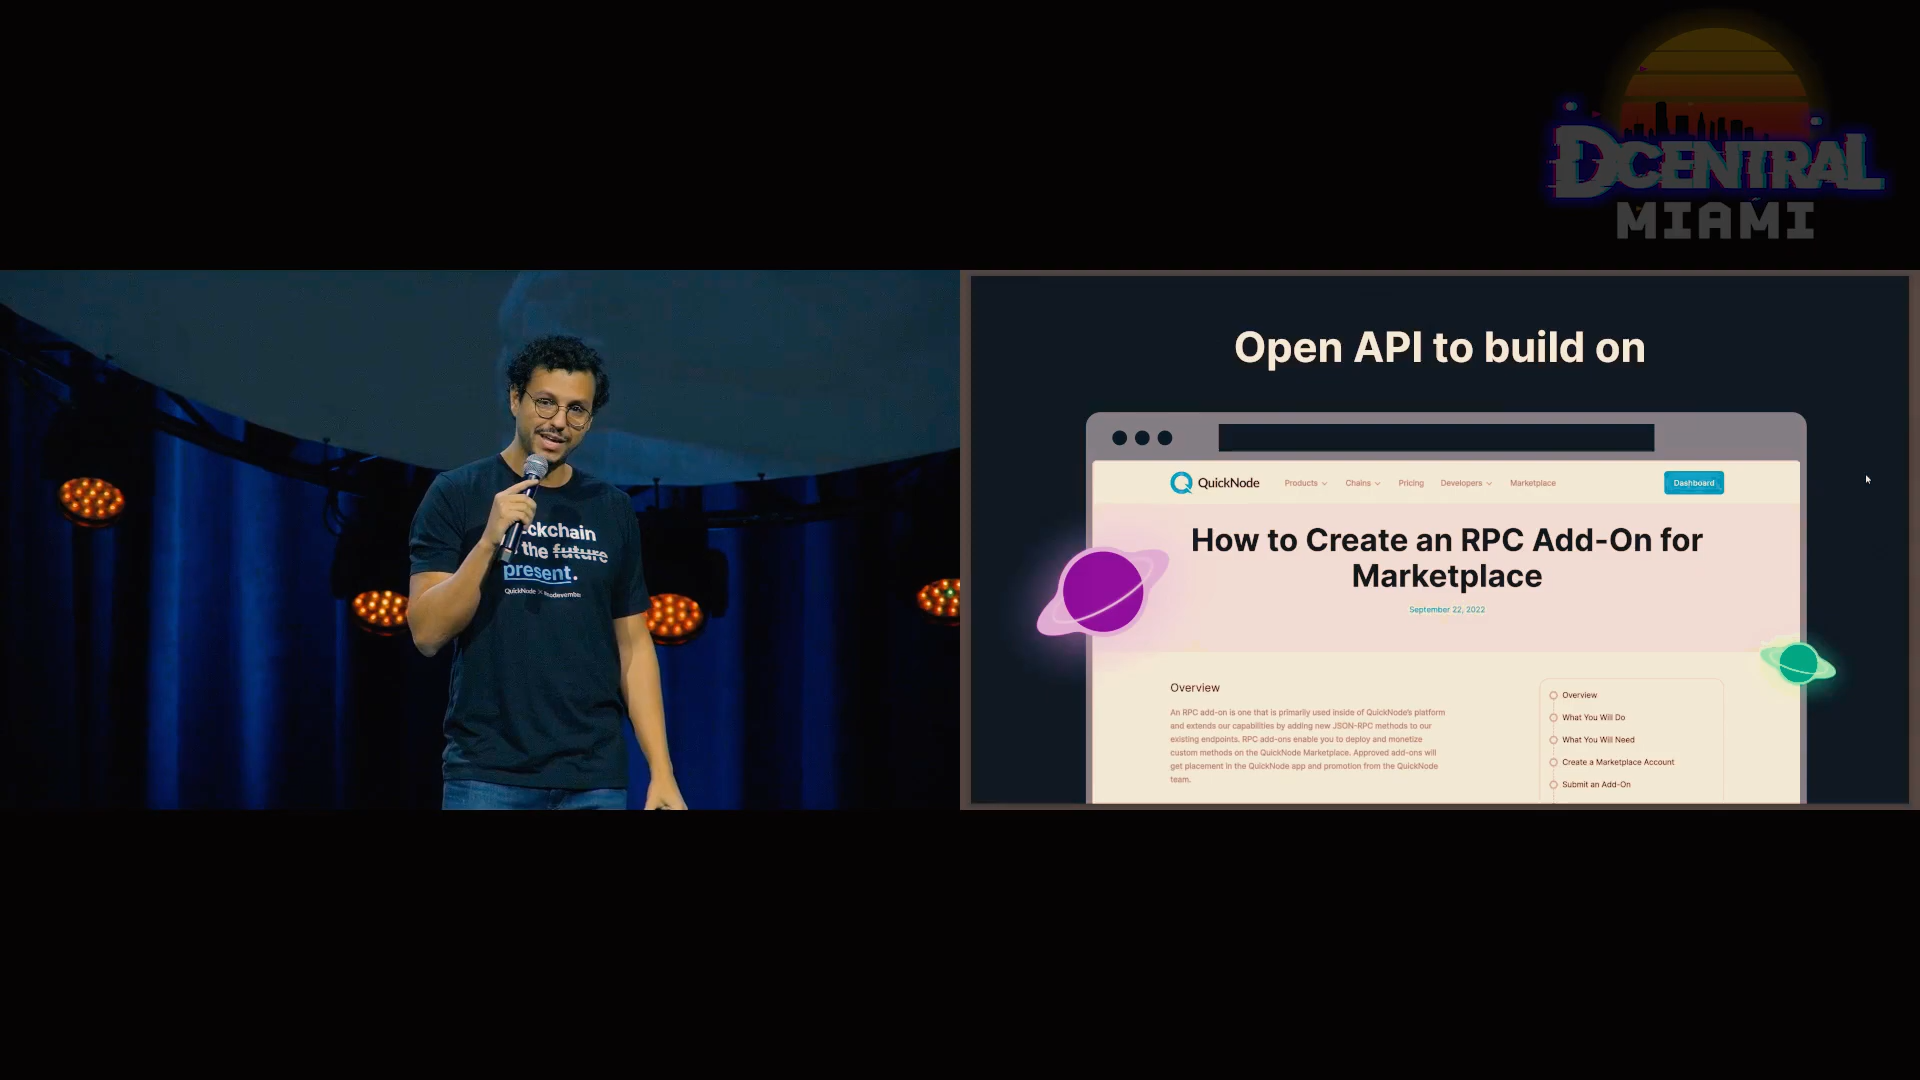 DCENTRAL
MIAMI
ckchain
the future
present.
QuickNode ×
Open API to build on
QuickNode Products Chains Pricing Developers Marketplace Dashboard
How to Create an RPC Add-On for
Marketplace
September 22, 2022
Overview
An RPC add-on is one that is primarily used inside of QuickNode's platform
and extends our capabilities by adding new JSON-RPC methods to our
existing endpoints. RPC add-ons enable you to deploy and monetize
custom methods on the QuickNode Marketplace. Approved add-ons will
get placement in the QuickNode app and promotion from the QuickNode
team.
Overview
What You Will Do
What You Will Need
Create a Marketplace Account
Submit an Add-On